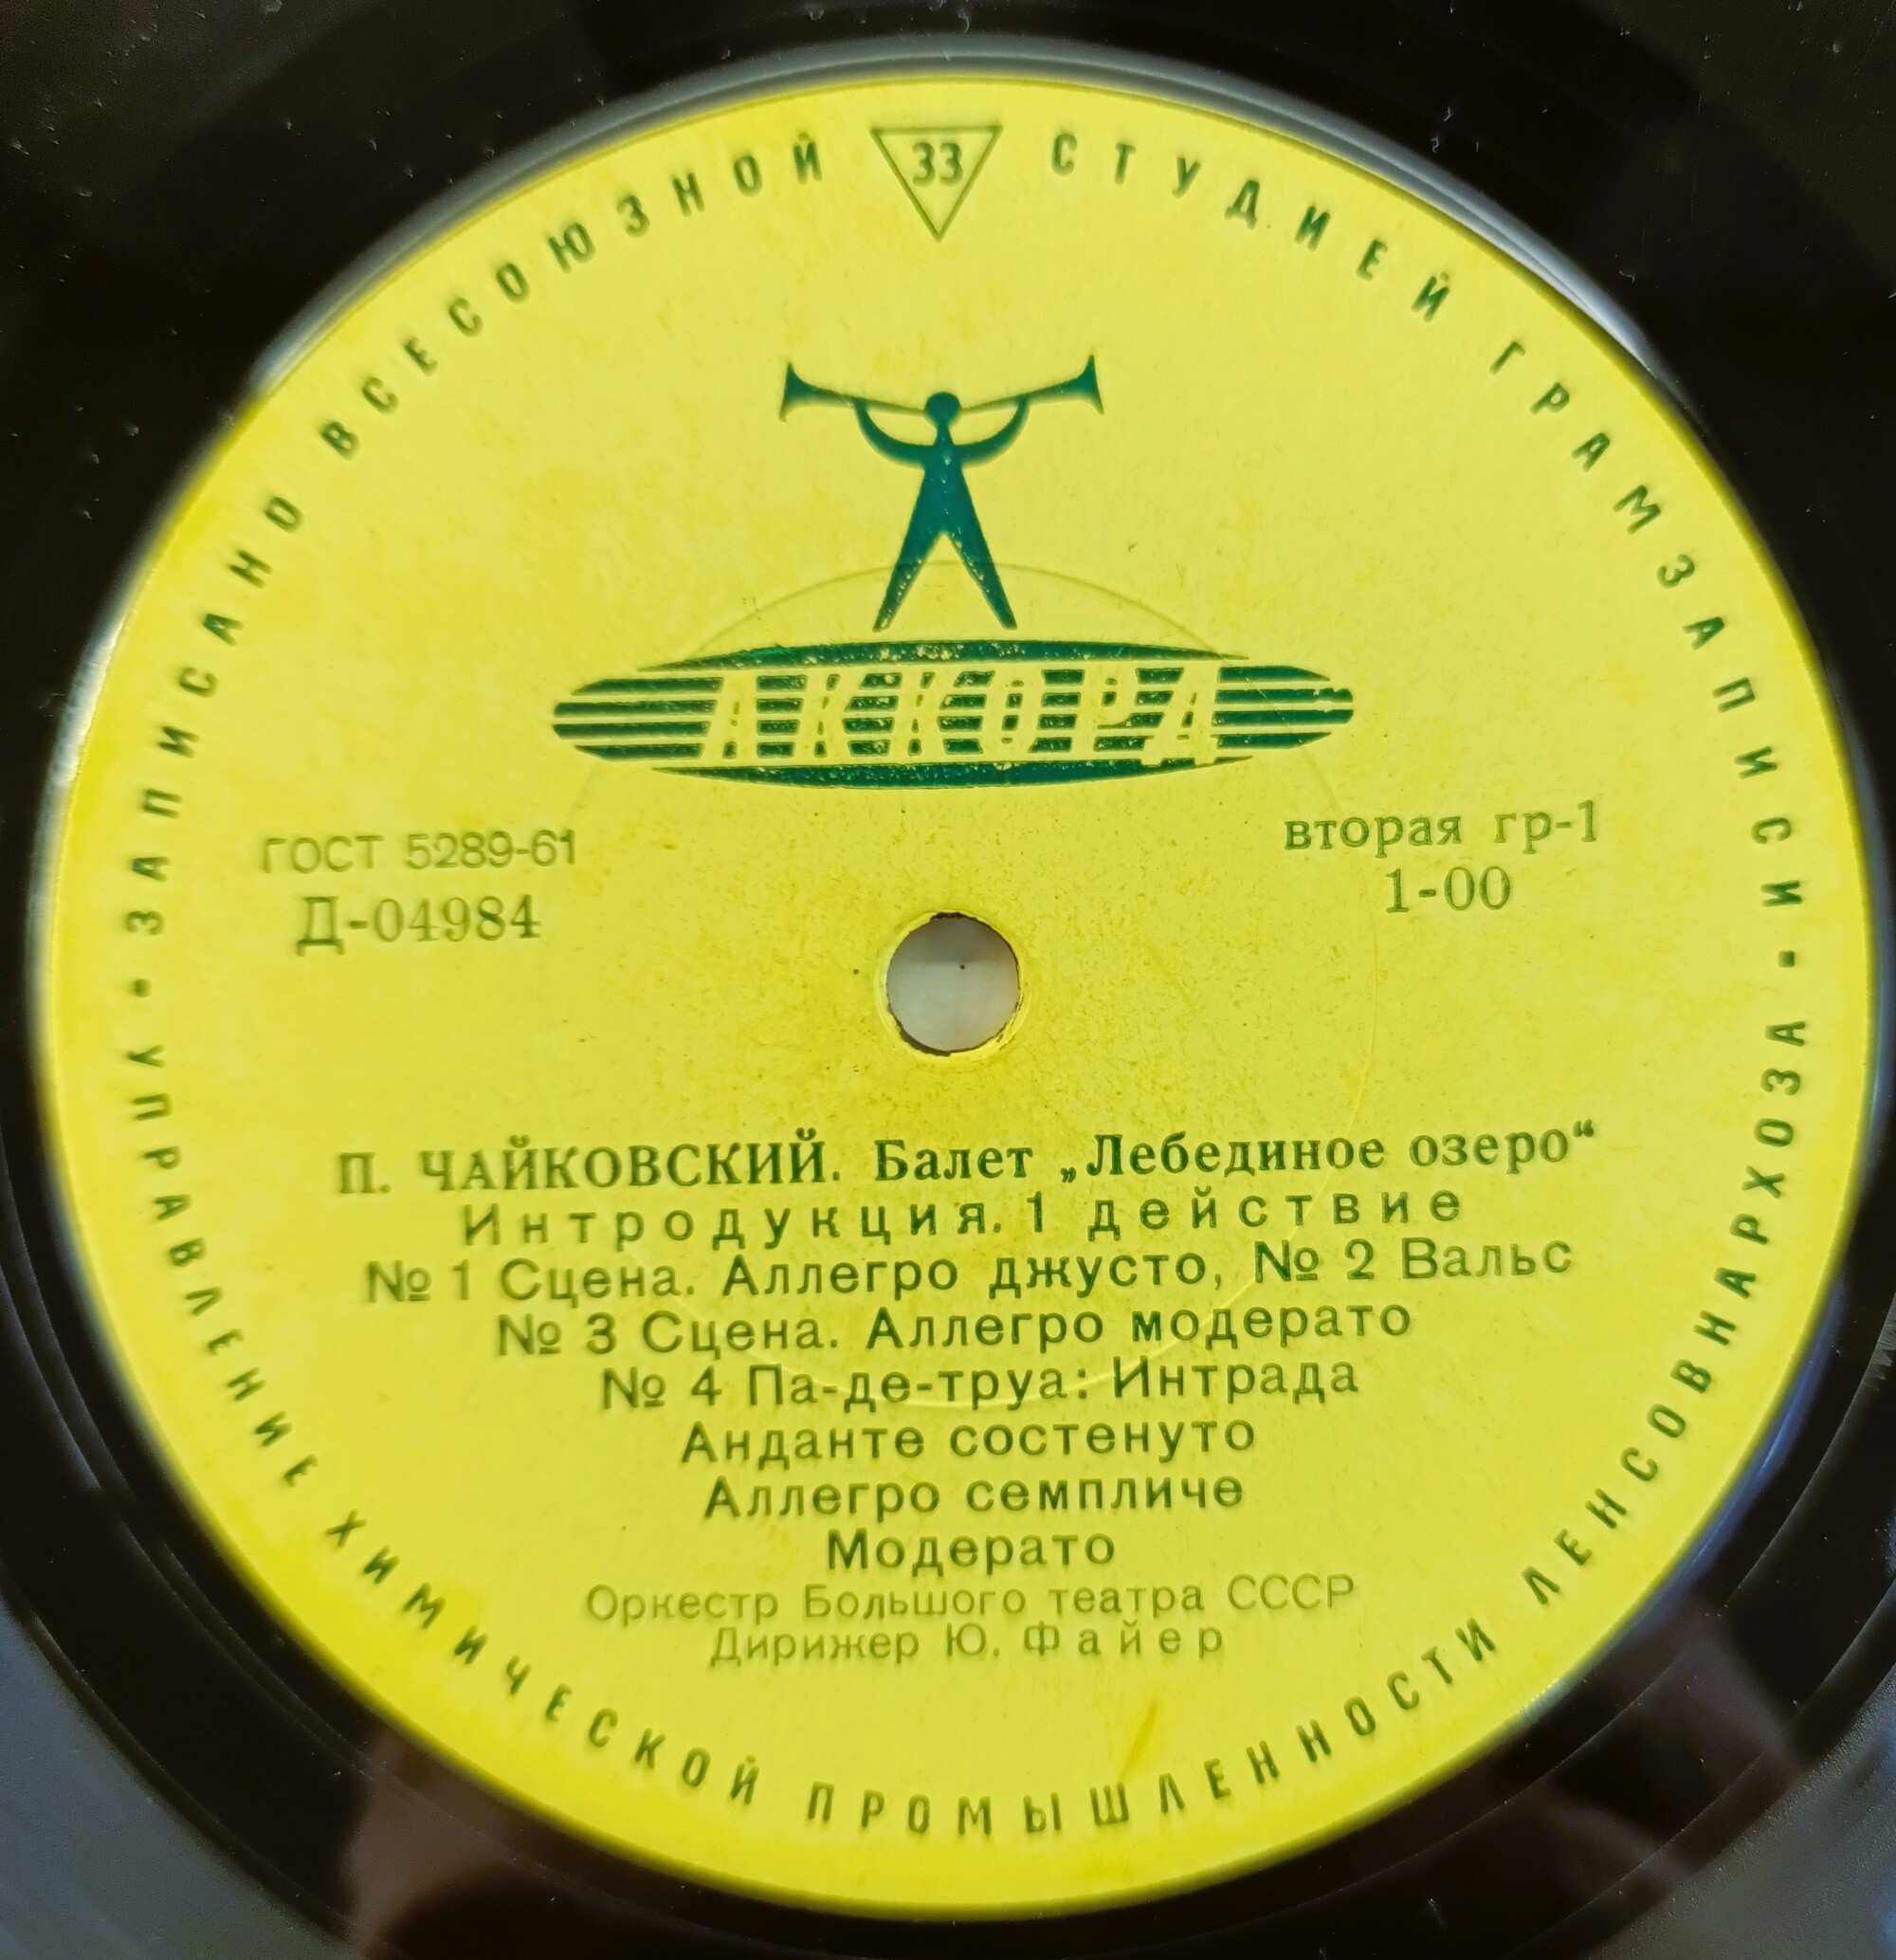 ЗАПИСАНО ВСЕСОЮЗНОЙ СТУДИЕЙ ГРАМЗАПИСИ
33
АККОРД
ГОСТ 5289-61
Д-04984
вторая гр-1
1-00
П. ЧАЙКОВСКИЙ. Балет „Лебединое озеро“
Интродукция. 1 действие
№ 1 Сцена. Аллегро джусто, № 2 Вальс
№ 3 Сцена. Аллегро модерато
№ 4 Па-де-труа: Интрада
Анданте состенуто
Аллегро семпличе
Модерато
Оркестр Большого театра СССР
Дирижер Ю. Файер
УПРАВЛЕНИЕ ХИМИЧЕСКОЙ ПРОМЫШЛЕННОСТИ ЛЕНСОВНАРХОЗА